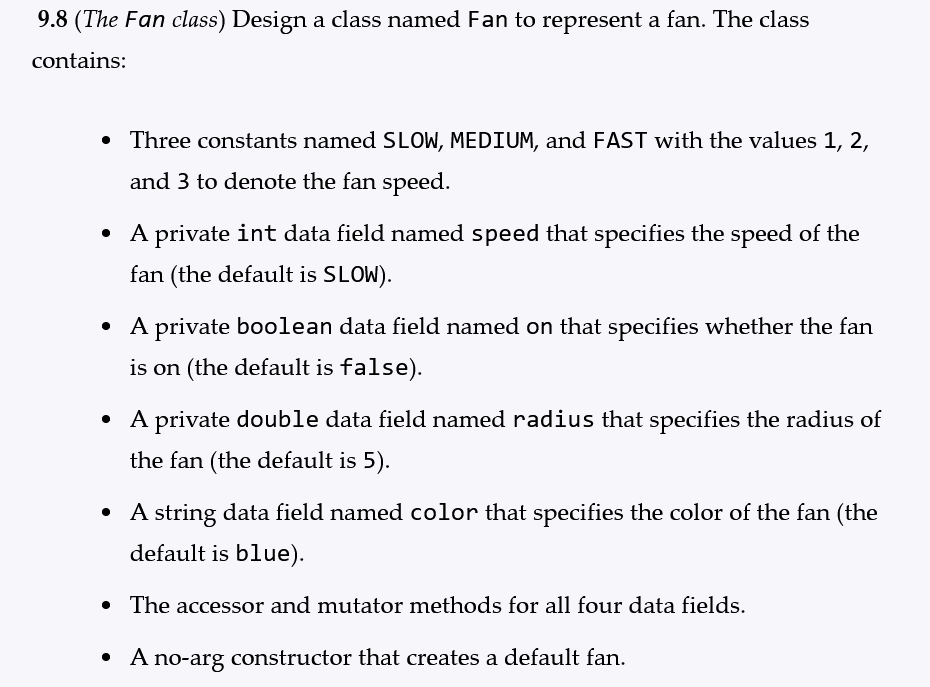 9.8 (The Fan class) Design a class named Fan to represent a fan. The class
contains:
• Three constants named SLOW, MEDIUM, and FAST with the values 1, 2,
and 3 to denote the fan speed.
• A private int data field named speed that specifies the speed of the
fan (the default is SLOW).
• A private boolean data field named on that specifies whether the fan
is on (the default is false).
• A private double data field named radius that specifies the radius of
the fan (the default is 5).
• A string data field named color that specifies the color of the fan (the
default is blue).
• The accessor and mutator methods for all four data fields.
• A no-arg constructor that creates a default fan.